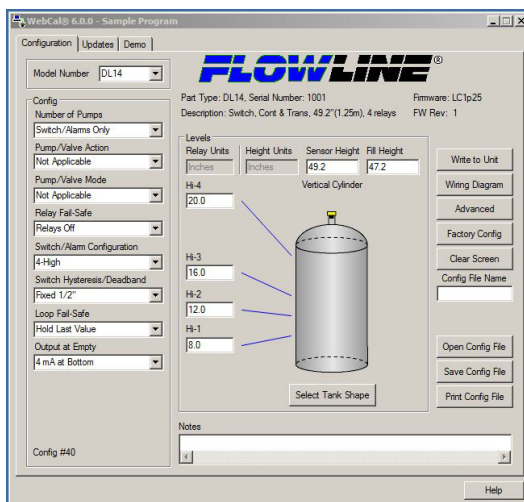 WebCal® 6.0.0 - Sample Program
Configuration Updates Demo
Model Number DL14
FLOWLINE®
Part Type: DL14, Serial Number: 1001 Firmware: LC1p25
Description: Switch, Cont & Trans, 49.2"(1.25m), 4 relays FW Rev: 1
Config
Number of Pumps
Switch/Alarms Only
Pump/Valve Action
Not Applicable
Pump/Valve Mode
Not Applicable
Relay Fail-Safe
Relays Off
Switch/Alarm Configuration
4-High
Switch Hysteresis/Deadband
Fixed 1/2"
Loop Fail-Safe
Hold Last Value
Output at Empty
4 mA at Bottom
Config #40
Levels
Relay Units Height Units Sensor Height Fill Height
Inches Inches 49.2 47.2
Hi-4 Vertical Cylinder
20.0
Hi-3
16.0
Hi-2
12.0
Hi-1
8.0
Select Tank Shape
Write to Unit
Wiring Diagram
Advanced
Factory Config
Clear Screen
Config File Name
Open Config File
Save Config File
Print Config File
Notes
Help